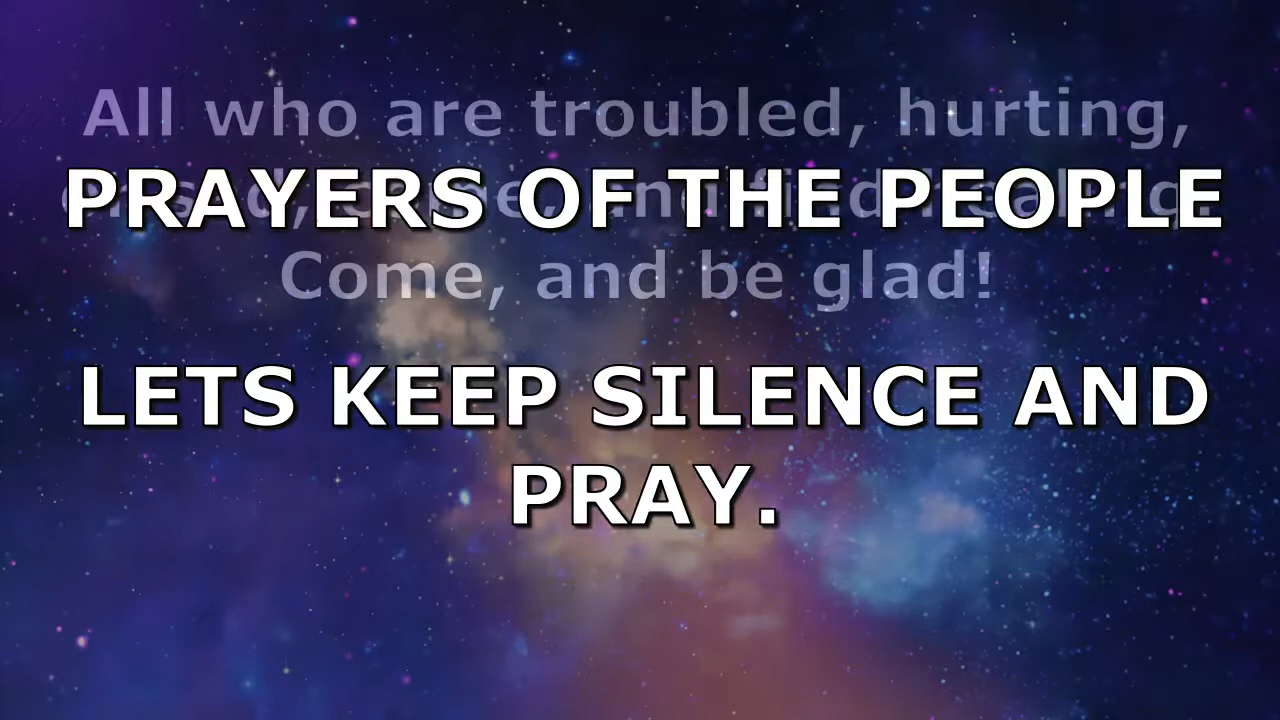 All who are troubled, hurting,
PRAYERS OF THE PEOPLE
Come, and be glad!
LETS KEEP SILENCE AND
PRAY.